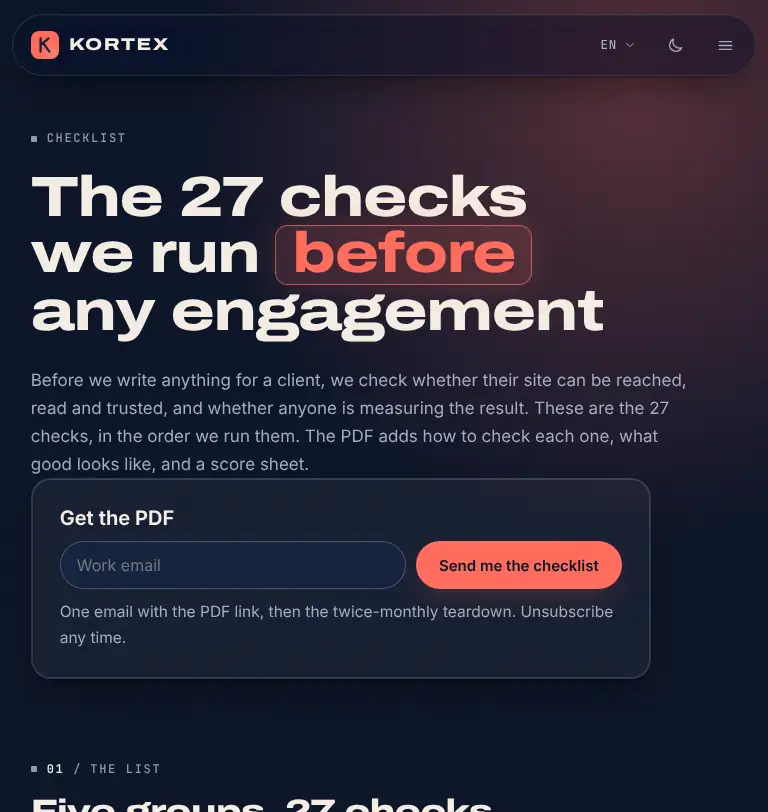 K KORTEX
EN
CHECKLIST
The 27 checks
we run before
any engagement
Before we write anything for a client, we check whether their site can be reached,
read and trusted, and whether anyone is measuring the result. These are the 27
checks, in the order we run them. The PDF adds how to check each one, what
good looks like, and a score sheet.
Get the PDF
Work email
Send me the checklist
One email with the PDF link, then the twice-monthly teardown. Unsubscribe
any time.
01 / THE LIST
Five groups, 27 checks